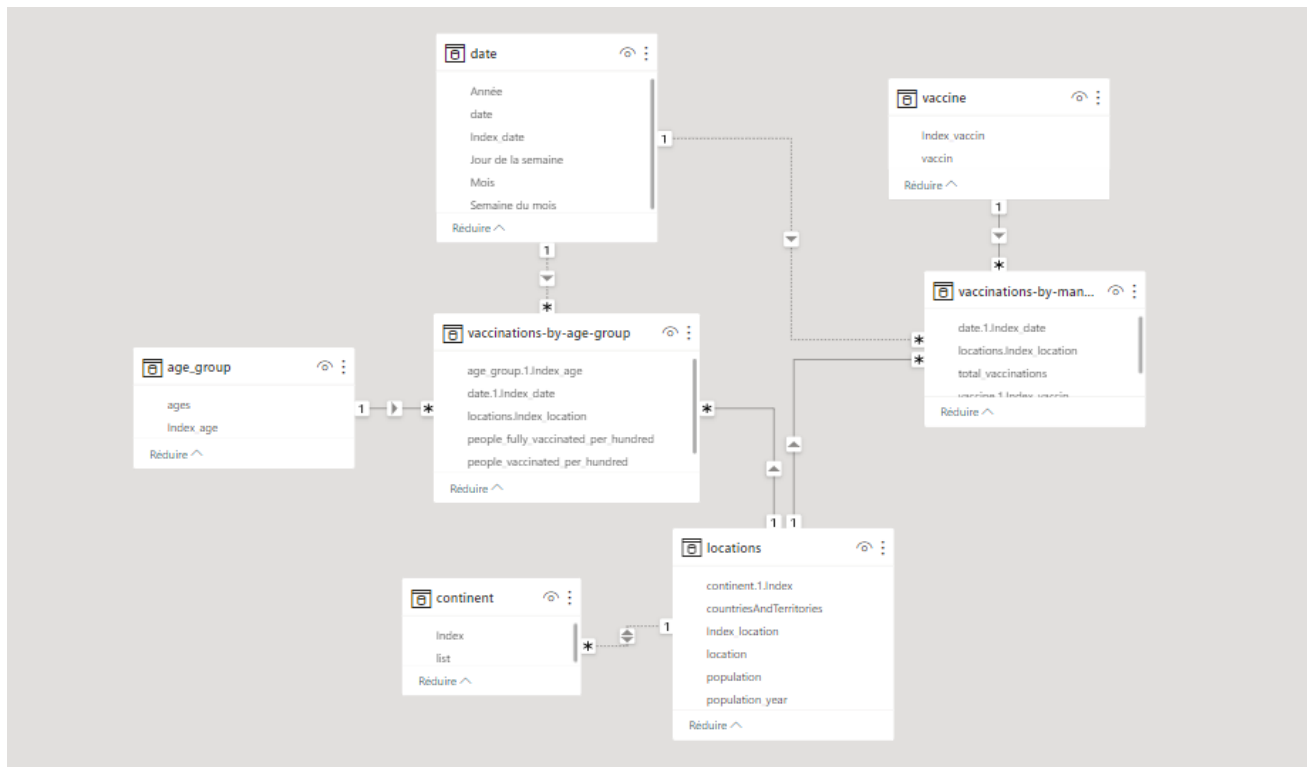 date
Année
date
Index_date
Jour de la semaine
Mois
Semaine du mois
Réduire
1
1
*
vaccine
Index_vaccin
vaccin
Réduire
1
*
vaccinations-by-man...
date.1.Index_date
locations.Index_location
total_vaccinations
vaccine.1.Index_vaccin
Réduire
*
*
vaccinations-by-age-group
age_group.1.Index_age
date.1.Index_date
locations.Index_location
people_fully_vaccinated_per_hundred
people_vaccinated_per_hundred
Réduire
*
*
age_group
ages
Index_age
Réduire
1
1
1
locations
continent.1.Index
countriesAndTerritories
Index_location
location
population
population_year
Réduire
1
continent
Index
list
Réduire
*